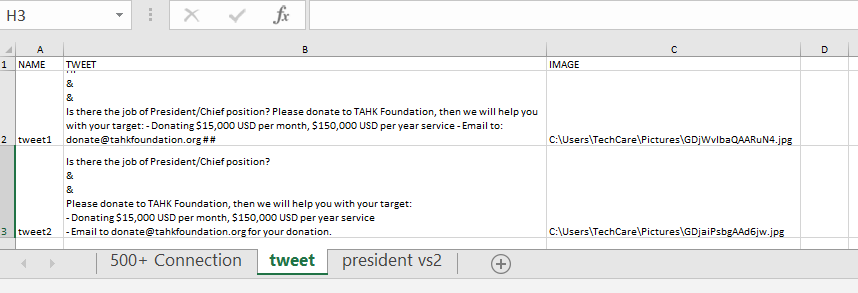 H3
fx
A B C D
1 NAME TWEET IMAGE
&
&
Is there the job of President/Chief position? Please donate to TAHK Foundation, then we will help you
with your target: - Donating $15,000 USD per month, $150,000 USD per year service - Email to:
2 tweet1 donate@tahkfoundation.org ## C:\Users\TechCare\Pictures\GDjWvlbaQAARuN4.jpg
Is there the job of President/Chief position?
&
&
Please donate to TAHK Foundation, then we will help you with your target:
- Donating $15,000 USD per month, $150,000 USD per year service
3 tweet2 - Email to donate@tahkfoundation.org for your donation. C:\Users\TechCare\Pictures\GDjaiPsbgAAd6jw.jpg
500+ Connection tweet president vs2